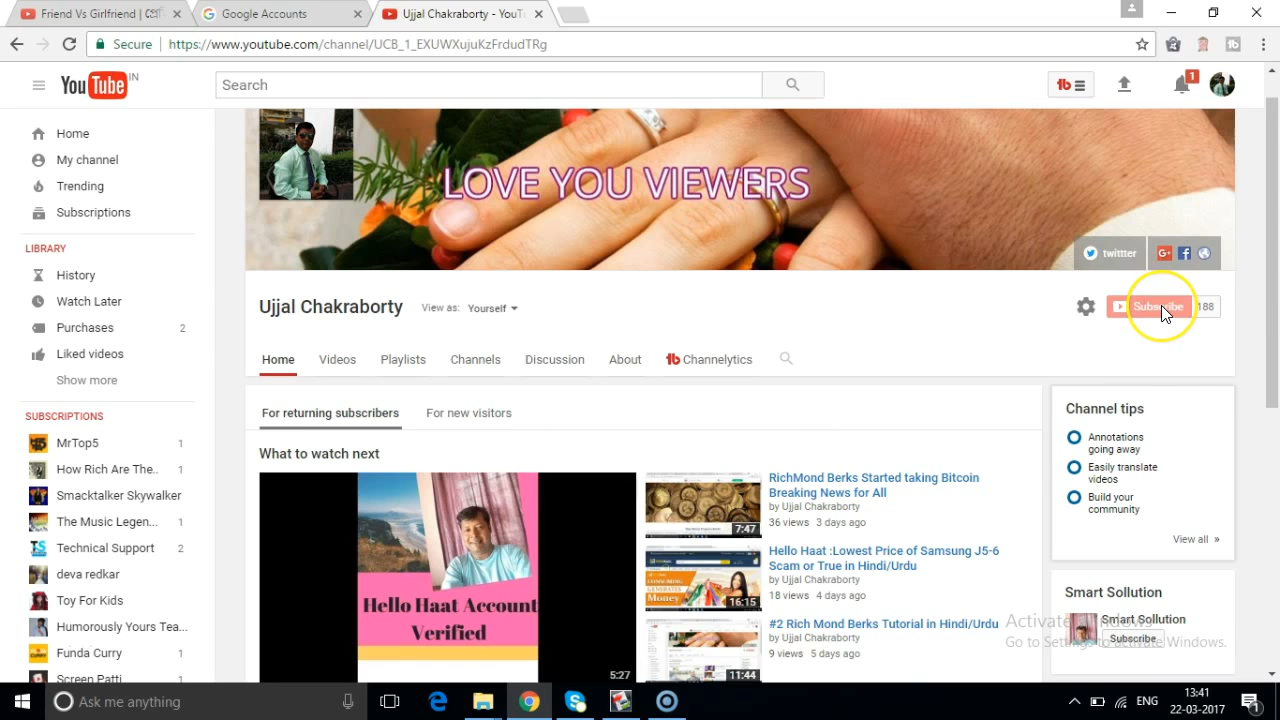 Friend Vs Girlfriend |
Google Accounts
Ujjal Chakraborty - YouTu
Secure
https://www.youtube.com/channel/UCB_1_EXUWXujuKzFrdudTRg
YouTube IN
Search
1
Home
My channel
Trending
Subscriptions
LIBRARY
History
Watch Later
Purchases 2
Liked videos
Show more
SUBSCRIPTIONS
MrTop5 1
How Rich Are The.. 1
Smacktalker Skywalker
The Music Legen... 1
Technical Support 2
deva redkar
Toy For Kids 1
Humorously Yours Tea...
Funda Curry 1
Screen Patti 1
LOVE YOU VIEWERS
twittter
Ujjal Chakraborty
View as: Yourself
Subscribe 188
Home
Videos
Playlists
Channels
Discussion
About
Channelytics
For returning subscribers
For new visitors
What to watch next
Hello Haat Account
Verified
5:27
RichMond Berks Started taking Bitcoin
Breaking News for All
by Ujjal Chakraborty
36 views 3 days ago
7:47
Hello Haat :Lowest Price of Samsung J5-6
Scam or True in Hindi/Urdu
by Ujjal Chakraborty
18 views 4 days ago
16:15
#2 Rich Mond Berks Tutorial in Hindi/Urdu
by Ujjal Chakraborty
9 views 5 days ago
11:44
Channel tips
Annotations
going away
Easily translate
videos
Build your
community
View all »
Smart Sollution
Smart Sollution
Subscribe
Activate Windows
Go to Settings to activate Windows.
Ask me anything
ENG
13:41
22-03-2017
1